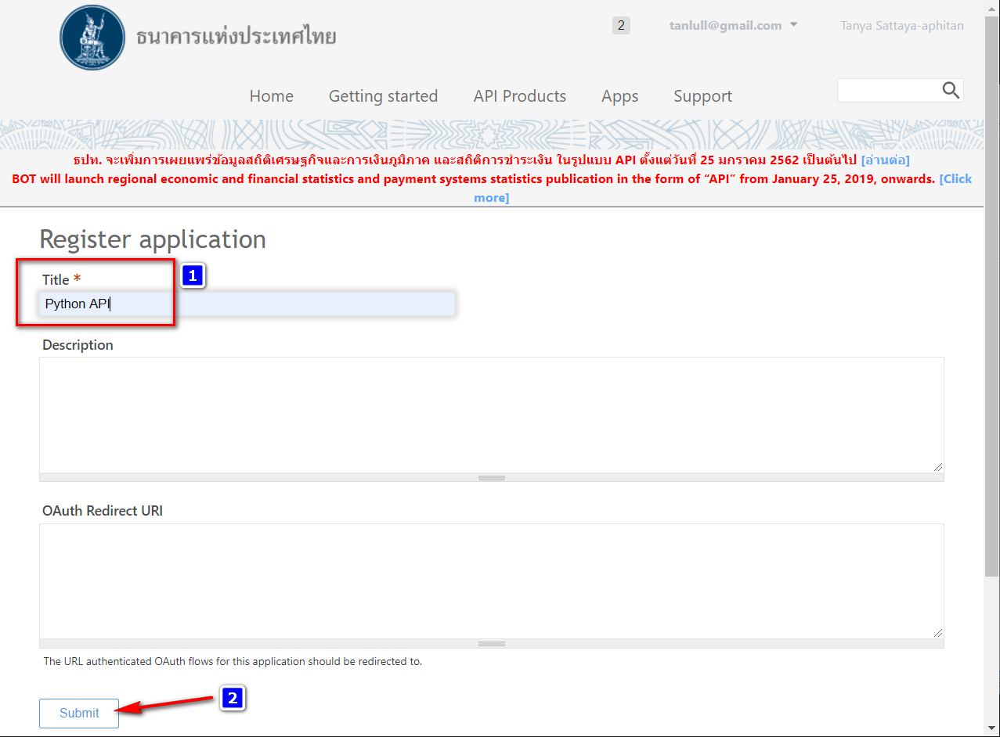 ธนาคารแห่งประเทศไทย
2
tanlull@gmail.com
Tanya Sattaya-aphitan
Home
Getting started
API Products
Apps
Support
ธปท. จะเพิ่มการเผยแพร่ข้อมูลสถิติเศรษฐกิจและการเงินภูมิภาค และสถิติการชำระเงิน ในรูปแบบ API ตั้งแต่วันที่ 25 มกราคม 2562 เป็นต้นไป [อ่านต่อ]
BOT will launch regional economic and financial statistics and payment systems statistics publication in the form of “API” from January 25, 2019, onwards. [Click
more]
Register application
Title *
1
Python API
Description
OAuth Redirect URI
The URL authenticated OAuth flows for this application should be redirected to.
2
Submit